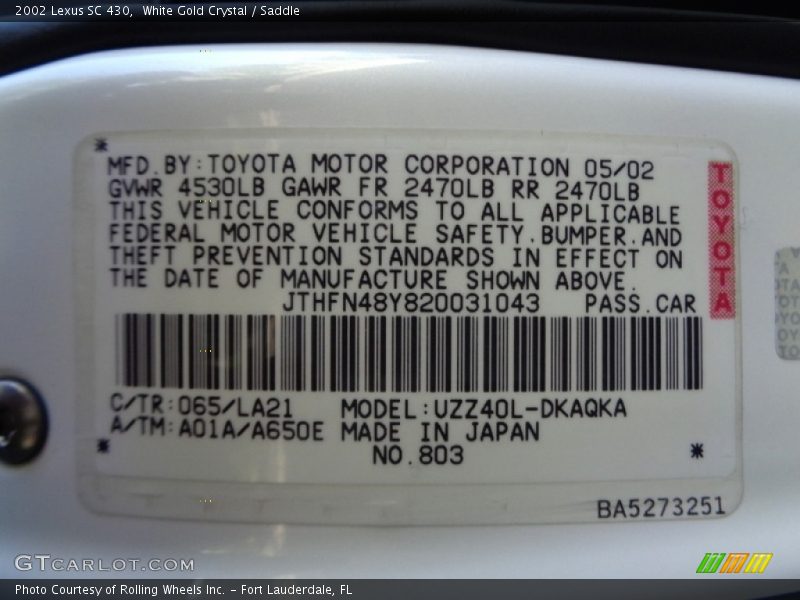 2002 Lexus SC 430,  White Gold Crystal / Saddle
*
MFD.BY:TOYOTA MOTOR CORPORATION 05/02
GVWR 4530LB GAWR FR 2470LB RR 2470LB
THIS VEHICLE CONFORMS TO ALL APPLICABLE
FEDERAL MOTOR VEHICLE SAFETY.BUMPER.AND
THEFT PREVENTION STANDARDS IN EFFECT ON
THE DATE OF MANUFACTURE SHOWN ABOVE.
JTHFN48Y820031043 PASS.CAR
TOYOTA
C/TR:065/LA21 MODEL:UZZ40L-DKAQKA
A/TM:A01A/A650E MADE IN JAPAN
* NO.803 *
BA5273251
GTCARLOT.COM
Photo Courtesy of Rolling Wheels Inc. - Fort Lauderdale, FL